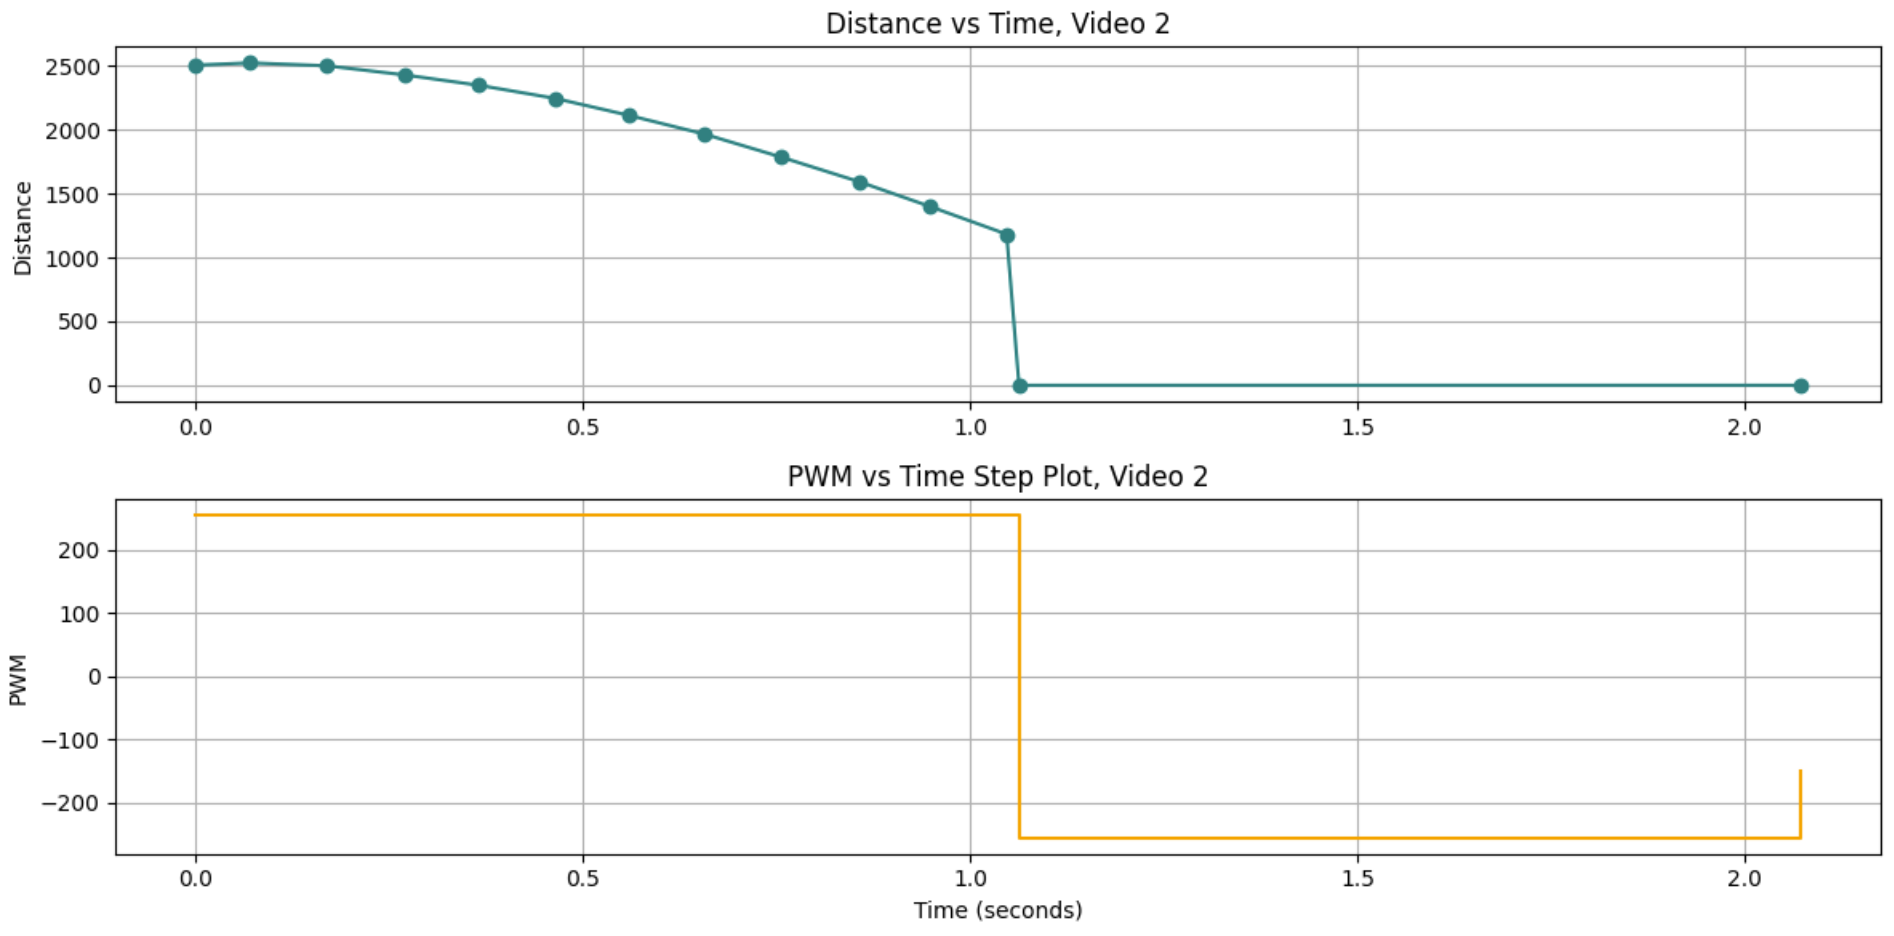 Distance vs Time, Video 2
2500
2000
1500
1000
500
0
Distance
0.0 0.5 1.0 1.5 2.0
PWM vs Time Step Plot, Video 2
200
100
0
−100
−200
PWM
0.0 0.5 1.0 1.5 2.0
Time (seconds)